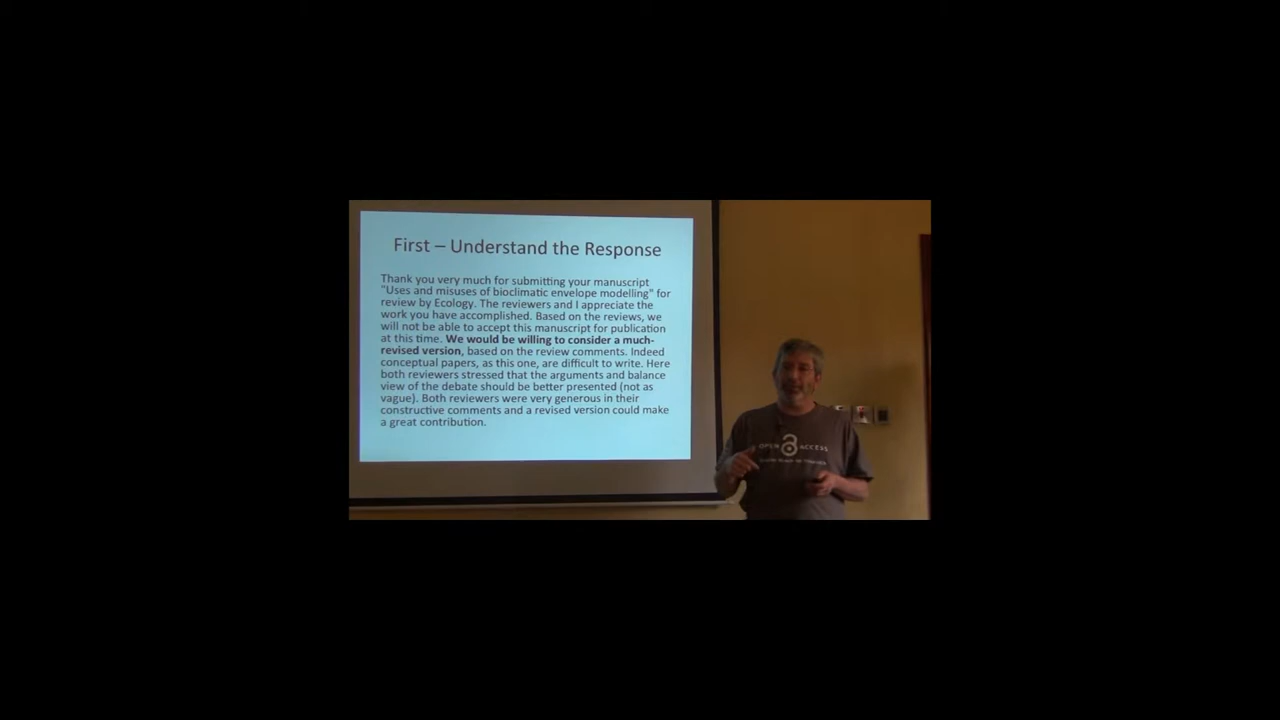 First – Understand the Response
Thank you very much for submitting your manuscript
"Uses and misuses of bioclimatic envelope modelling" for
review by Ecology. The reviewers and I appreciate the
work you have accomplished. Based on the reviews, we
will not be able to accept this manuscript for publication
at this time. We would be willing to consider a much-
revised version, based on the review comments. Indeed
conceptual papers, as this one, are difficult to write. Here
both reviewers stressed that the arguments and balance
view of the debate should be better presented (not as
vague). Both reviewers were very generous in their
constructive comments and a revised version could make
a great contribution.
OPEN ACCESS